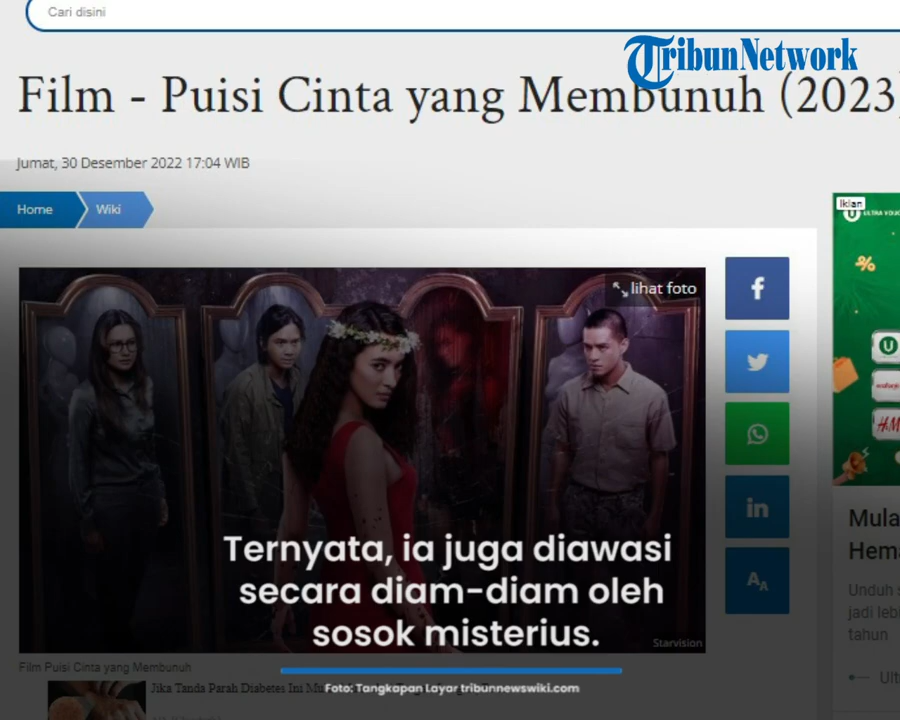 Cari disini
TribunNetwork
Film - Puisi Cinta yang Membunuh (2023
Jumat, 30 Desember 2022 17:04 WIB
Home
Wiki
Iklan
lihat foto
Ternyata, ia juga diawasi
secara diam-diam oleh
sosok misterius.
Starvision
Film Puisi Cinta yang Membunuh
Jika Tanda Parah Diabetes Ini
Foto: Tangkapan Layar tribunnewswiki.com
Mula
Hema
Unduh
jadi leb
tahun
Ult